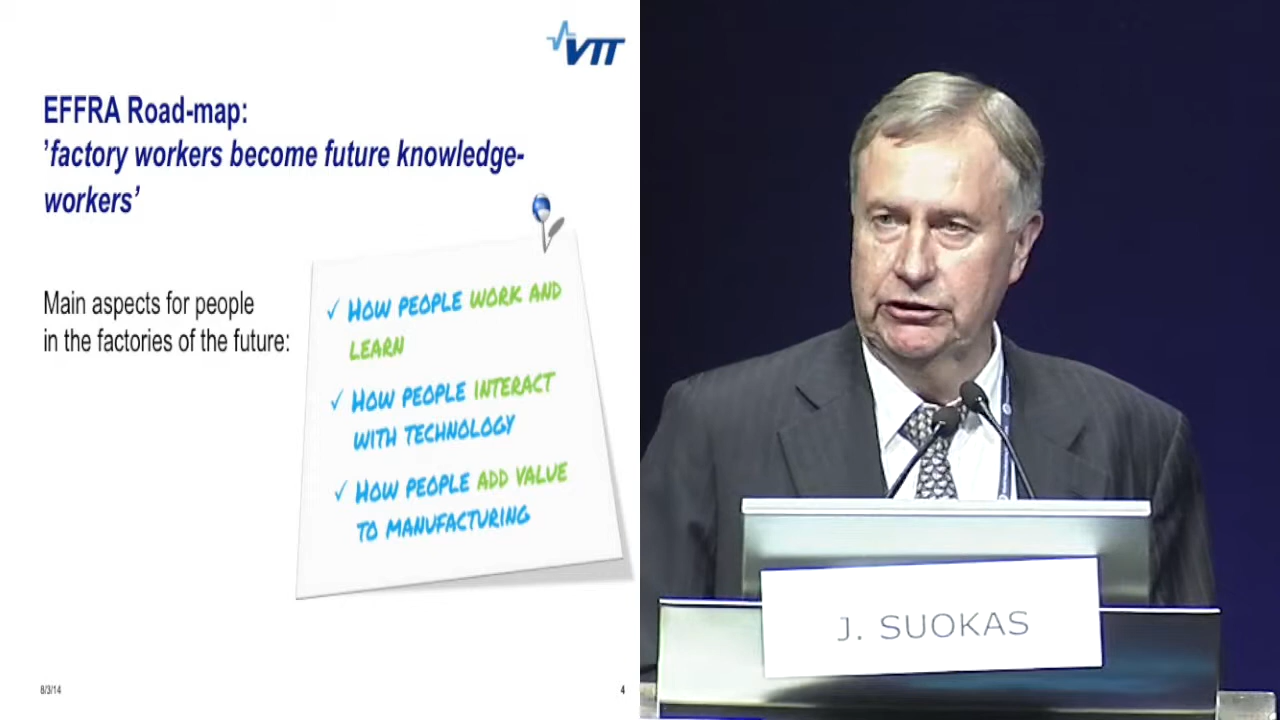 VTT
EFFRA Road-map:
’factory workers become future knowledge-
workers’
Main aspects for people
in the factories of the future:
✓ HOW PEOPLE WORK AND
LEARN
✓ HOW PEOPLE INTERACT
WITH TECHNOLOGY
✓ HOW PEOPLE ADD VALUE
TO MANUFACTURING
8/3/14
4
J. SUOKAS